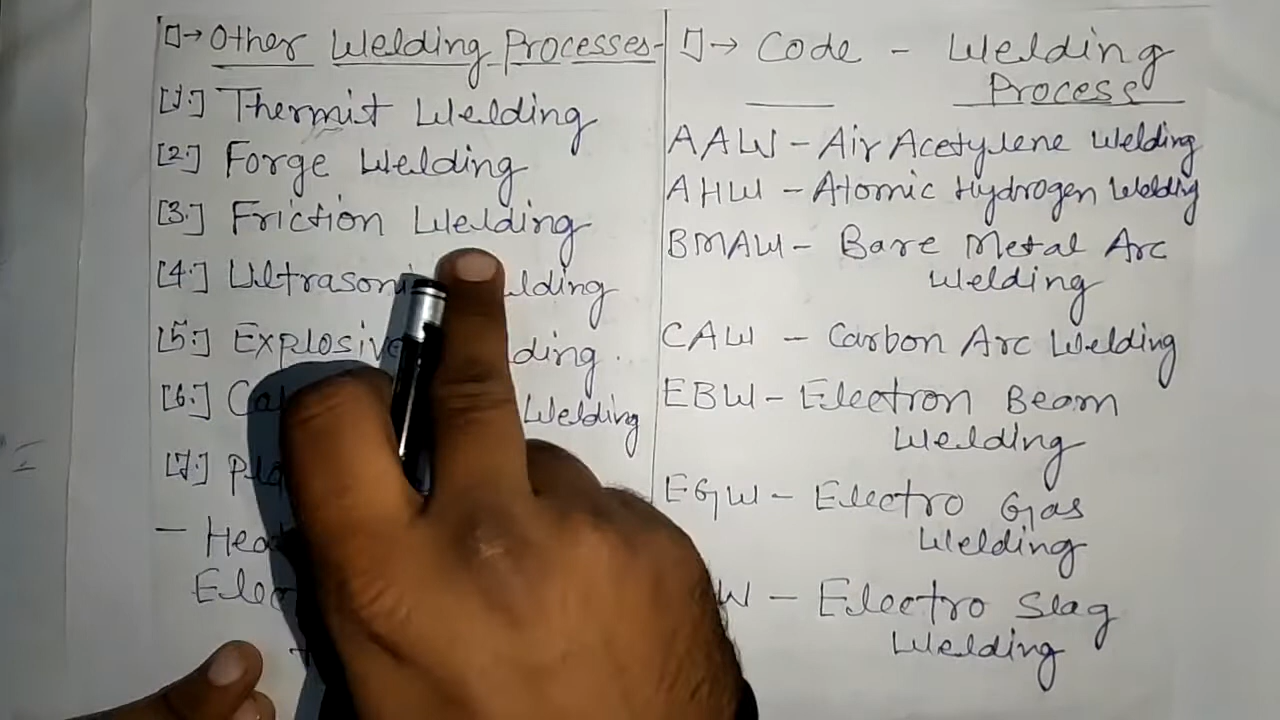 ▯→ Other Welding Processes-
[1.] Thermit Welding
[2.] Forge Welding
[3.] Friction Welding
[4.]
[5.]
[6.] Welding
[7.]
▯→ Code - Welding
Process
AAW - Air Acetylene Welding
AHW - Atomic Hydrogen Welding
BMAW - Bare Metal Arc
Welding
CAW - Carbon Arc Welding
EBW - Electron Beam
Welding
EGW - Electro Gas
Welding
- Electro Slag
Welding